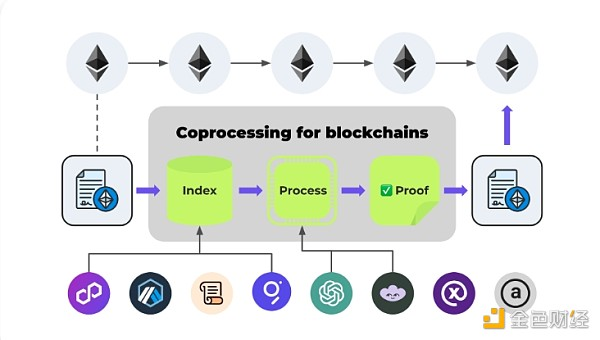 Coprocessing for blockchains
Index
Process
✅ Proof
金色财经